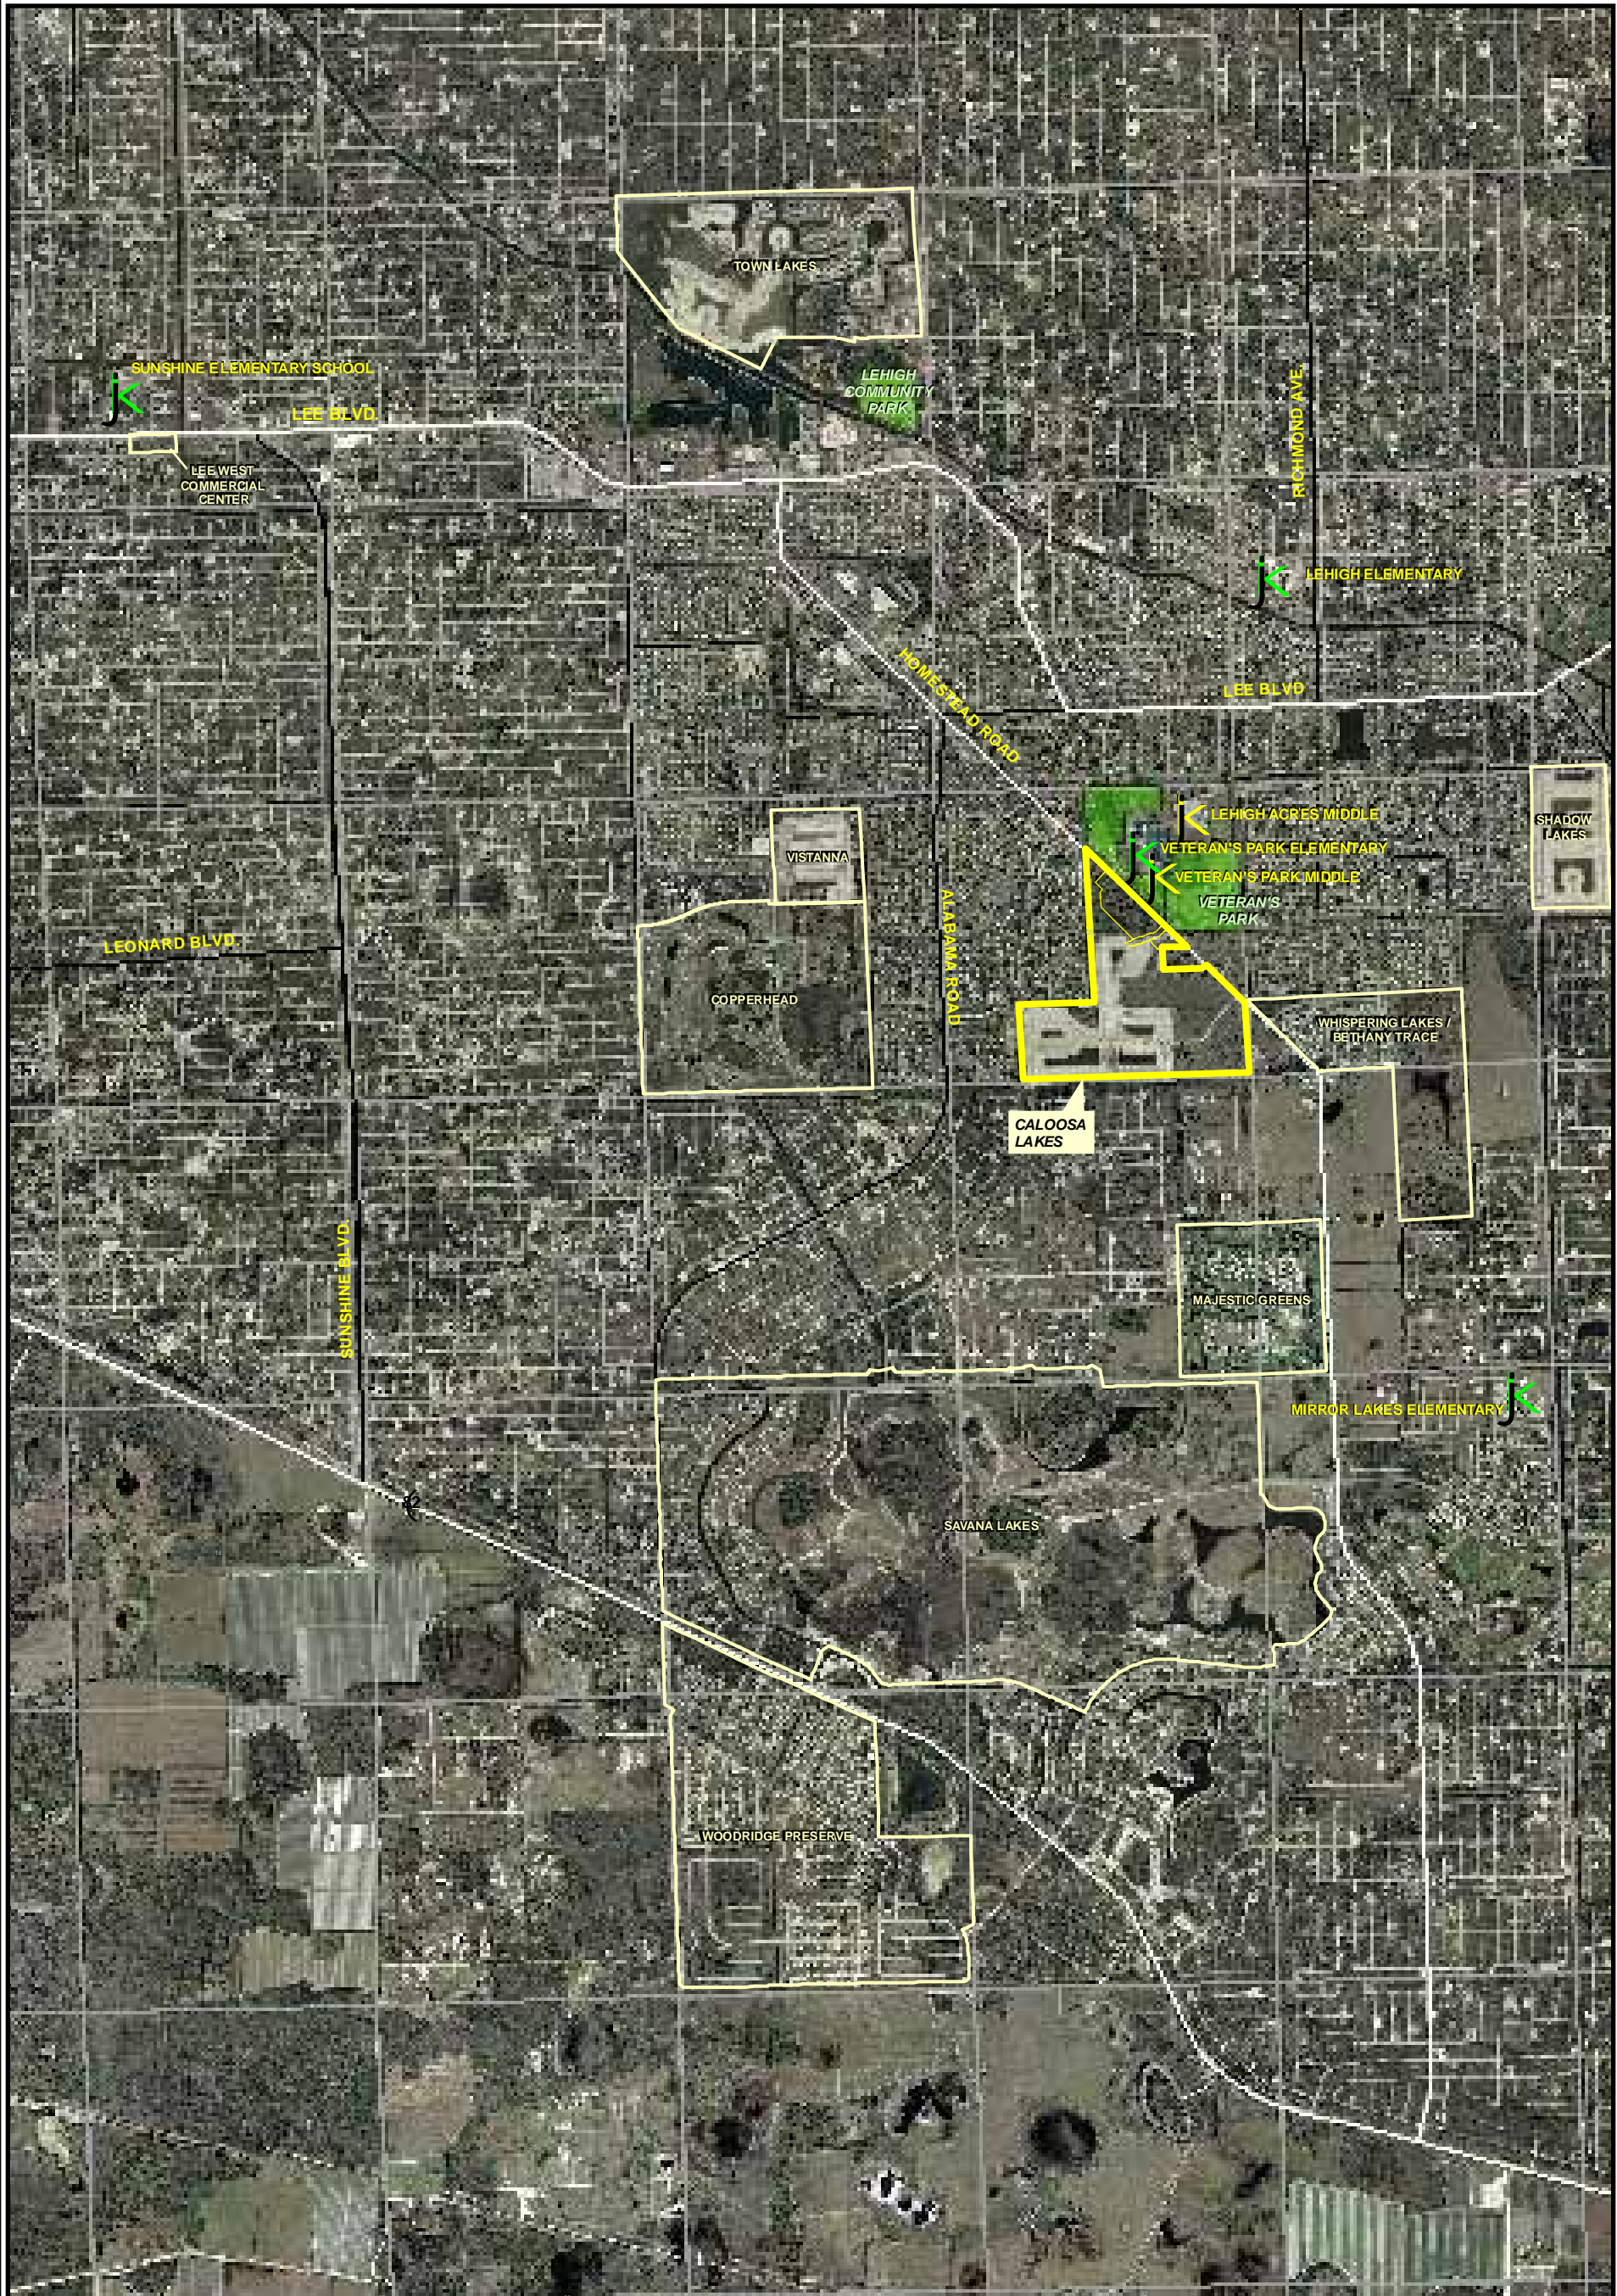 TOWN LAKES
LEHIGH
COMMUNITY
PARK
SUNSHINE ELEMENTARY SCHOOL
LEE BLVD.
RICHMOND AVE.
LEE WEST
COMMERCIAL
CENTER
LEHIGH ELEMENTARY
HOMESTEAD ROAD
LEE BLVD
LEHIGH ACRES MIDDLE
SHADOW
LAKES
VETERAN'S PARK ELEMENTARY
VISTANNA
VETERAN'S PARK MIDDLE
VETERAN'S
PARK
LEONARD BLVD.
ALABAMA ROAD
COPPERHEAD
WHISPERING LAKES /
BETHANY TRACE
CALOOSA
LAKES
SUNSHINE BLVD.
MAJESTIC GREENS
MIRROR LAKES ELEMENTARY
SAVANA LAKES
WOODRIDGE PRESERVE